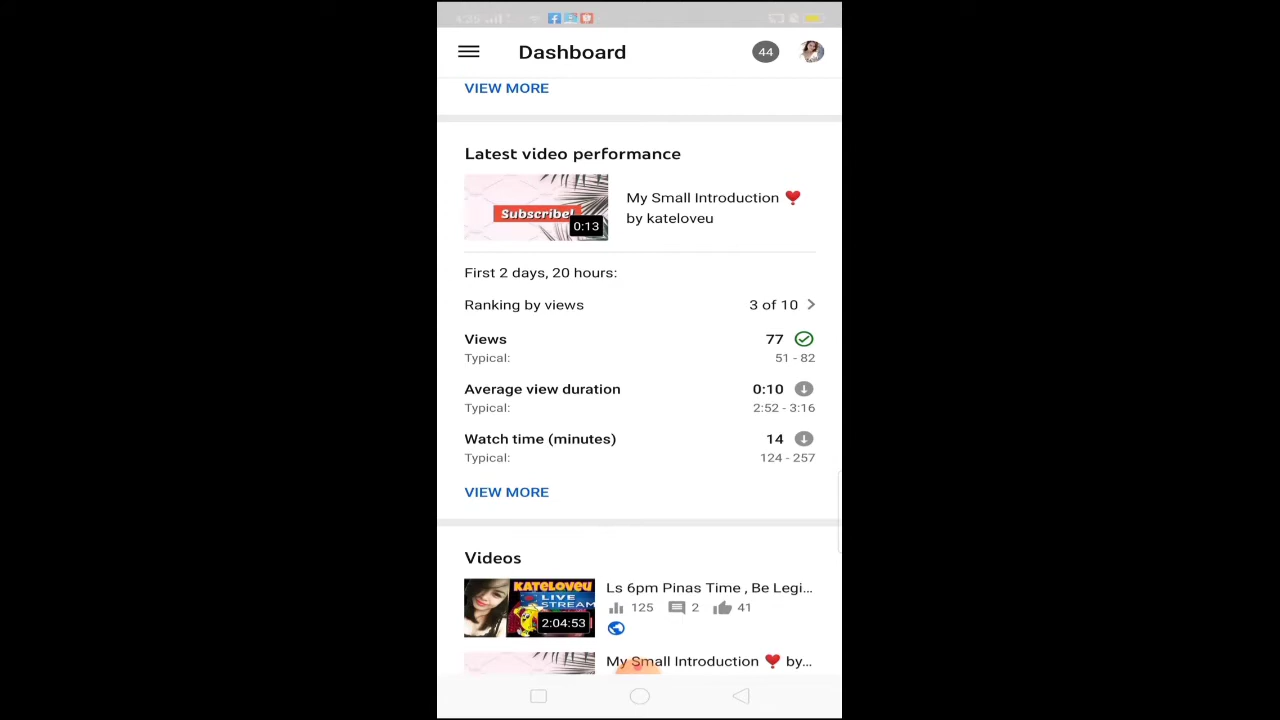 4:35
Dashboard
44
VIEW MORE
Latest video performance
Subscribe!
0:13
My Small Introduction ❣️
by kateloveu
First 2 days, 20 hours:
Ranking by views 3 of 10
Views 77
Typical: 51 - 82
Average view duration 0:10
Typical: 2:52 - 3:16
Watch time (minutes) 14
Typical: 124 - 257
VIEW MORE
Videos
KATELOVEU
LIVE
STREAM
2:04:53
Ls 6pm Pinas Time , Be Legi...
125 2 41
My Small Introduction ❣️ by...